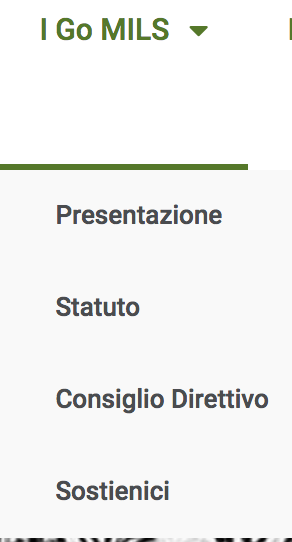 I Go MILS
Presentazione
Statuto
Consiglio Direttivo
Sostienici